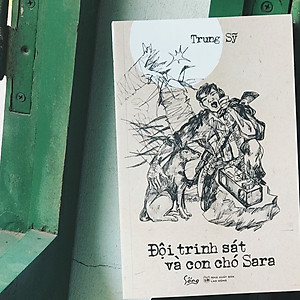 Trung Sỹ
Đội trinh sát
và con chó Sara